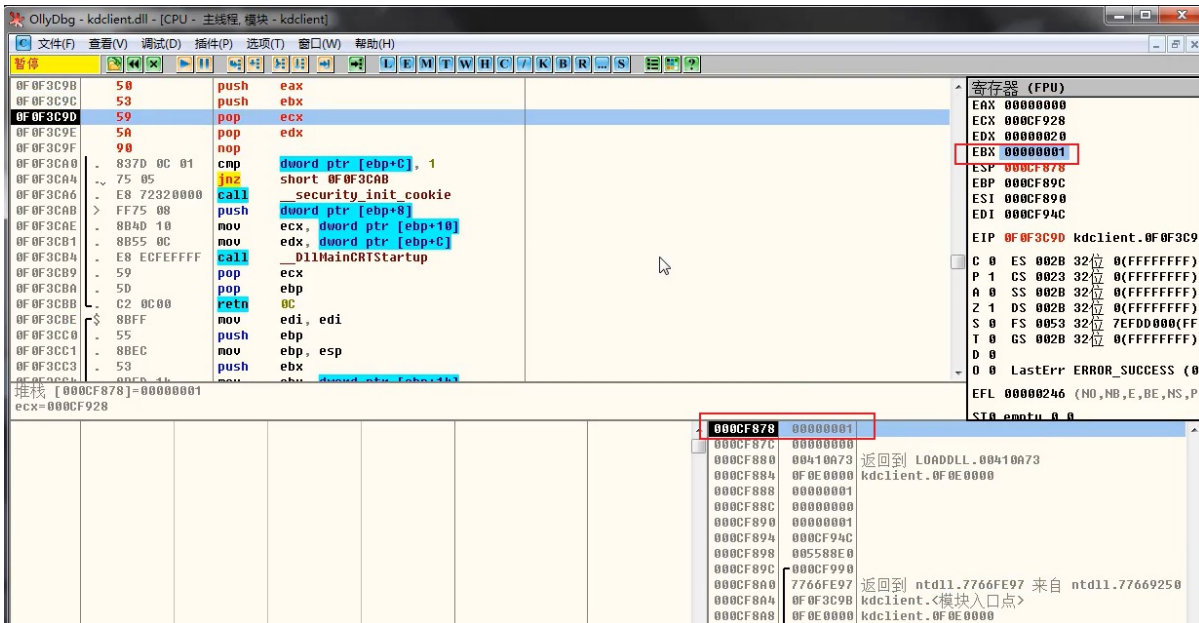 OllyDbg - kdclient.dll - [CPU - 主线程, 模块 - kdclient]
文件(F) 查看(V) 调试(D) 插件(P) 选项(T) 窗口(W) 帮助(H)
暂停 L E M T W H C / K B R ... S ?
0F0F3C9B 50 push eax
0F0F3C9C 53 push ebx
0F0F3C9D 59 pop ecx
0F0F3C9E 5A pop edx
0F0F3C9F 90 nop
0F0F3CA0 . 837D 0C 01 cmp dword ptr [ebp+C], 1
0F0F3CA4 . 75 05 jnz short 0F0F3CAB
0F0F3CA6 . E8 72320000 call __security_init_cookie
0F0F3CAB > FF75 08 push dword ptr [ebp+8]
0F0F3CAE . 8B4D 10 mov ecx, dword ptr [ebp+10]
0F0F3CB1 . 8B55 0C mov edx, dword ptr [ebp+C]
0F0F3CB4 . E8 ECFEFFFF call __DllMainCRTStartup
0F0F3CB9 . 59 pop ecx
0F0F3CBA . 5D pop ebp
0F0F3CBB . C2 0C00 retn 0C
0F0F3CBE $ 8BFF mov edi, edi
0F0F3CC0 . 55 push ebp
0F0F3CC1 . 8BEC mov ebp, esp
0F0F3CC3 . 53 push ebx
堆栈 [000CF878]=00000001
ecx=000CF928
寄存器 (FPU)
EAX 00000000
ECX 000CF928
EDX 00000020
EBX 00000001
ESP 000CF878
EBP 000CF89C
ESI 000CF890
EDI 000CF94C
EIP 0F0F3C9D kdclient.0F0F3C9
C 0 ES 002B 32位 0(FFFFFFFF)
P 1 CS 0023 32位 0(FFFFFFFF)
A 0 SS 002B 32位 0(FFFFFFFF)
Z 1 DS 002B 32位 0(FFFFFFFF)
S 0 FS 0053 32位 7EFDD000(FF
T 0 GS 002B 32位 0(FFFFFFFF)
D 0
O 0 LastErr ERROR_SUCCESS (0
EFL 00000246 (NO,NB,E,BE,NS,P
ST0 empty 0.0
000CF878 00000001
000CF87C 00000000
000CF880 00410A73 返回到 LOADDLL.00410A73
000CF884 0F0E0000 kdclient.0F0E0000
000CF888 00000001
000CF88C 00000000
000CF890 00000001
000CF894 000CF94C
000CF898 005588E0
000CF89C 000CF990
000CF8A0 7766FE97 返回到 ntdll.7766FE97 来自 ntdll.77669250
000CF8A4 0F0F3C9B kdclient.<模块入口点>
000CF8A8 0F0E0000 kdclient.0F0E0000